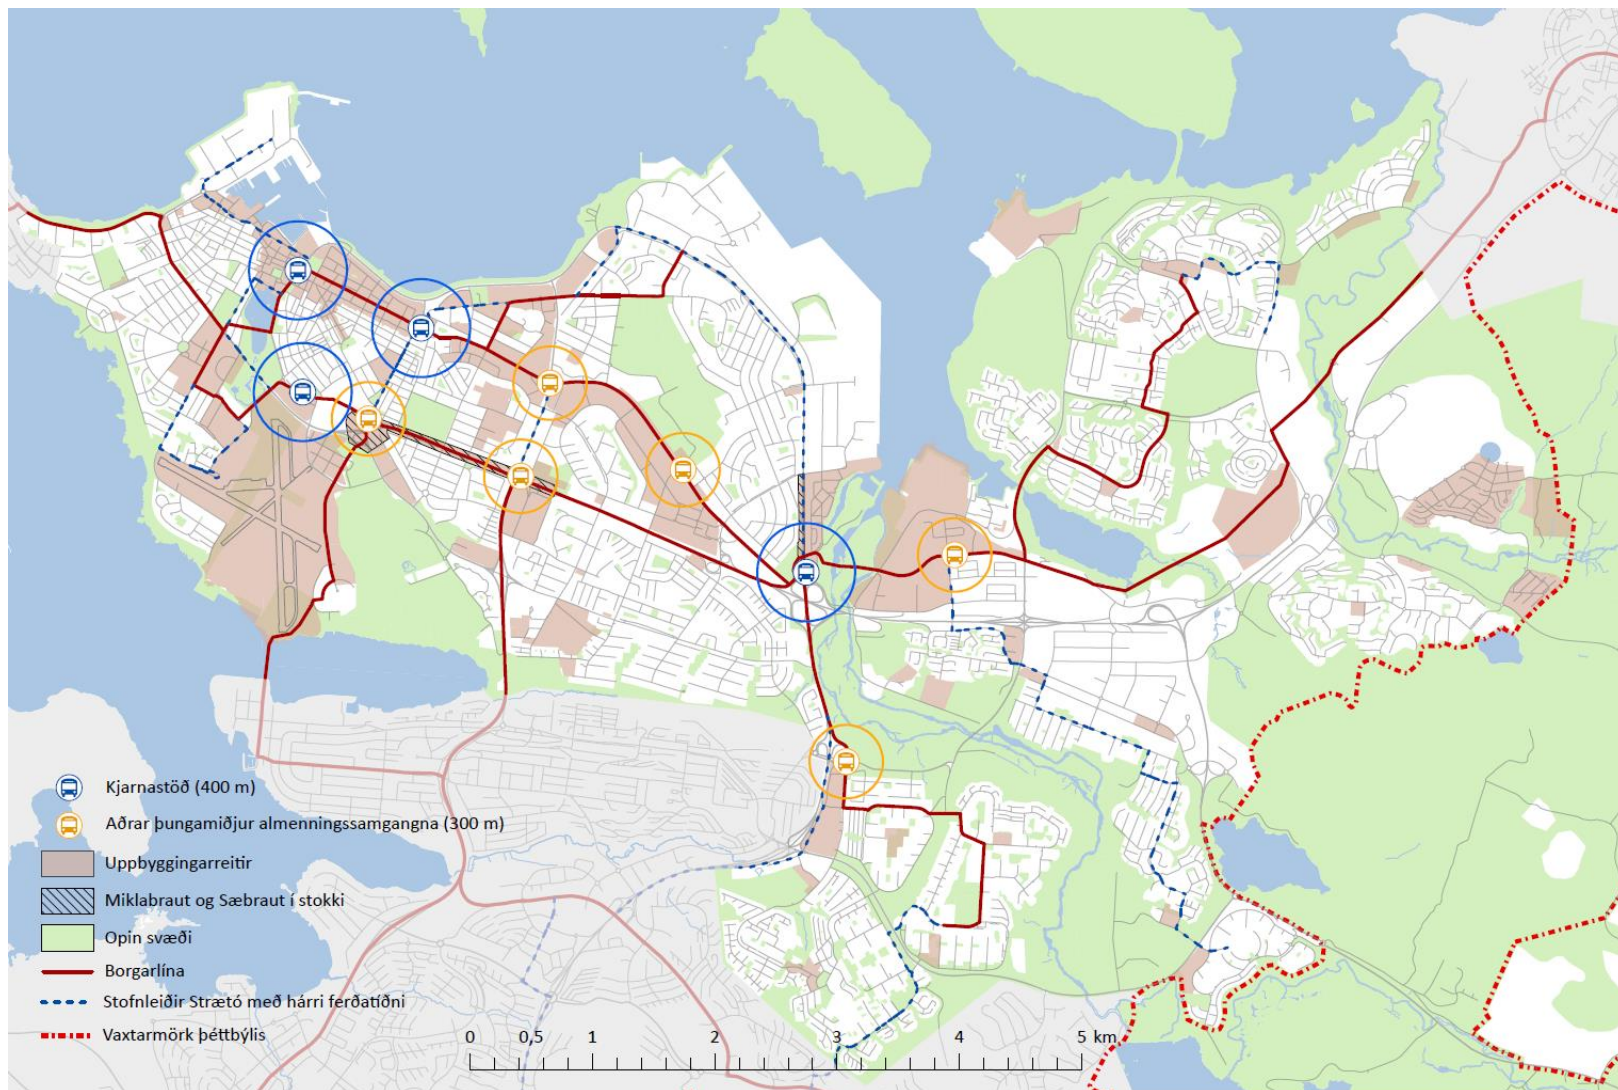 Kjarnastöð (400 m)
Aðrar þungamiðjur almenningssamgangna (300 m)
Uppbyggingarreitir
Miklabraut og Sæbraut í stokki
Opin svæði
Borgarlína
Stofnleiðir Strætó með hárri ferðatíðni
Vaxtarmörk þéttbýlis
0 0,5 1 2 3 4 5 km